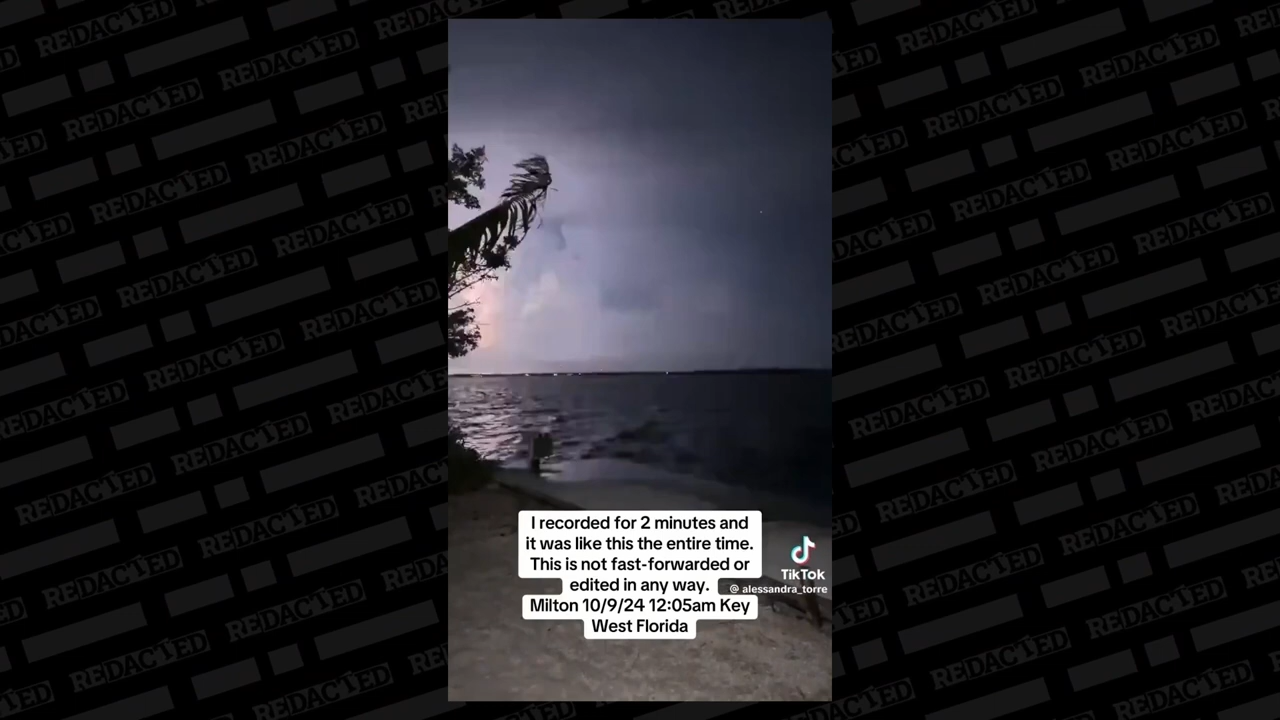 I recorded for 2 minutes and
it was like this the entire time.
This is not fast-forwarded or
edited in any way.
Milton 10/9/24 12:05am Key
West Florida
TikTok
@ alessandra_torre
REDACTED